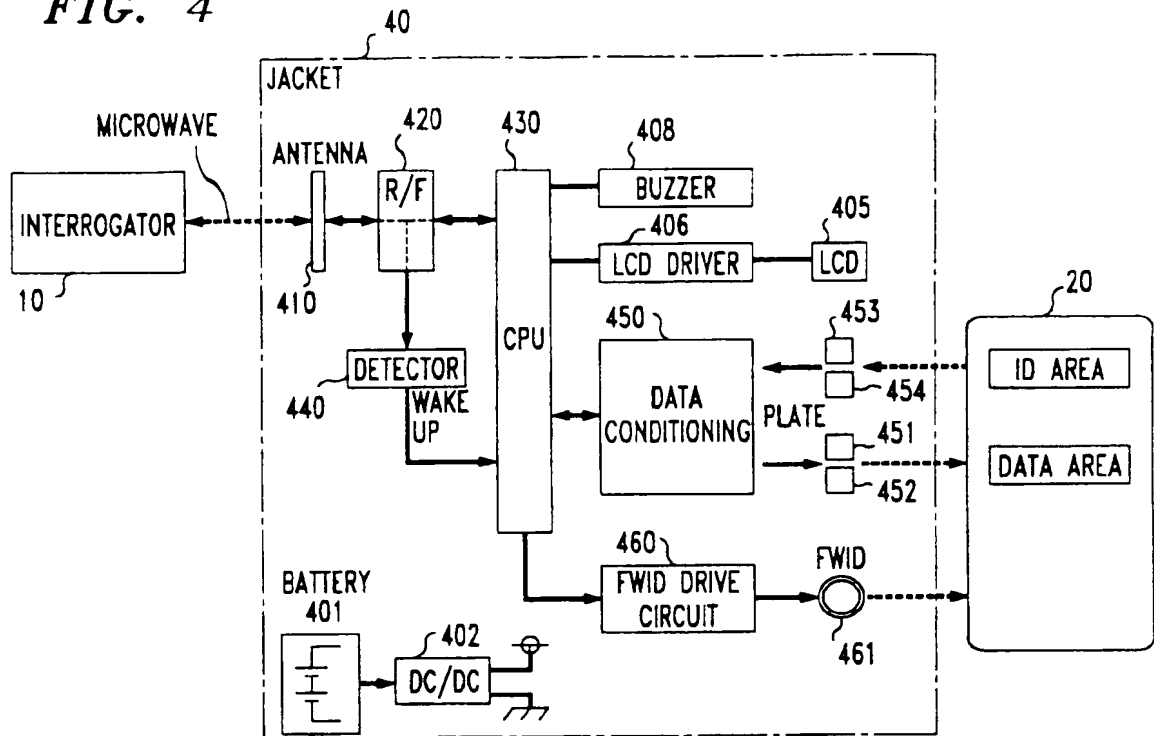 FIG. 4
40
JACKET
MICROWAVE
ANTENNA
420
R/F
430
408
BUZZER
INTERROGATOR
10
410
406
LCD DRIVER
405
LCD
CPU
DETECTOR
440
WAKE
UP
450
DATA
CONDITIONING
PLATE
453
454
451
452
20
ID AREA
DATA AREA
460
FWID DRIVE
CIRCUIT
FWID
461
BATTERY
401
402
DC/DC